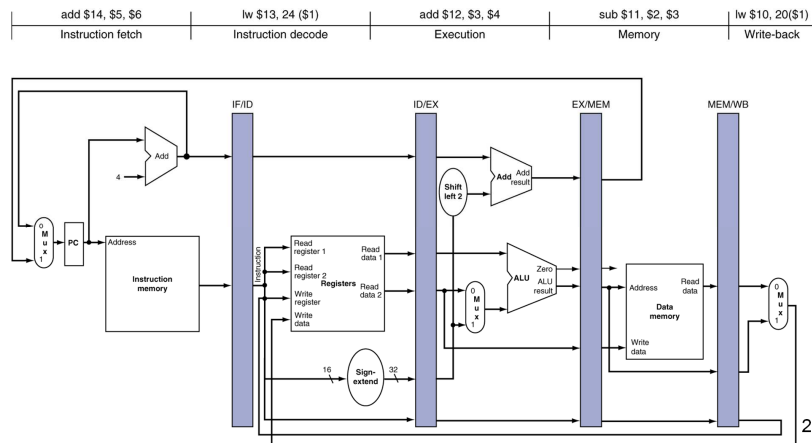 add $14, $5, $6 lw $13, 24 ($1) add $12, $3, $4 sub $11, $2, $3 lw $10, 20($1)
Instruction fetch Instruction decode Execution Memory Write-back
IF/ID ID/EX EX/MEM MEM/WB
Add
4
Shift
left 2
Add Add
result
0
M
u
x
1
PC
Address
Instruction
memory
Instruction
Read
register 1
Read
register 2
Write
register
Write
data
Registers
Read
data 1
Read
data 2
16
Sign-
extend
32
0
M
u
x
1
ALU
Zero
ALU
result
Address
Write
data
Data
memory
Read
data
0
M
u
x
1
2